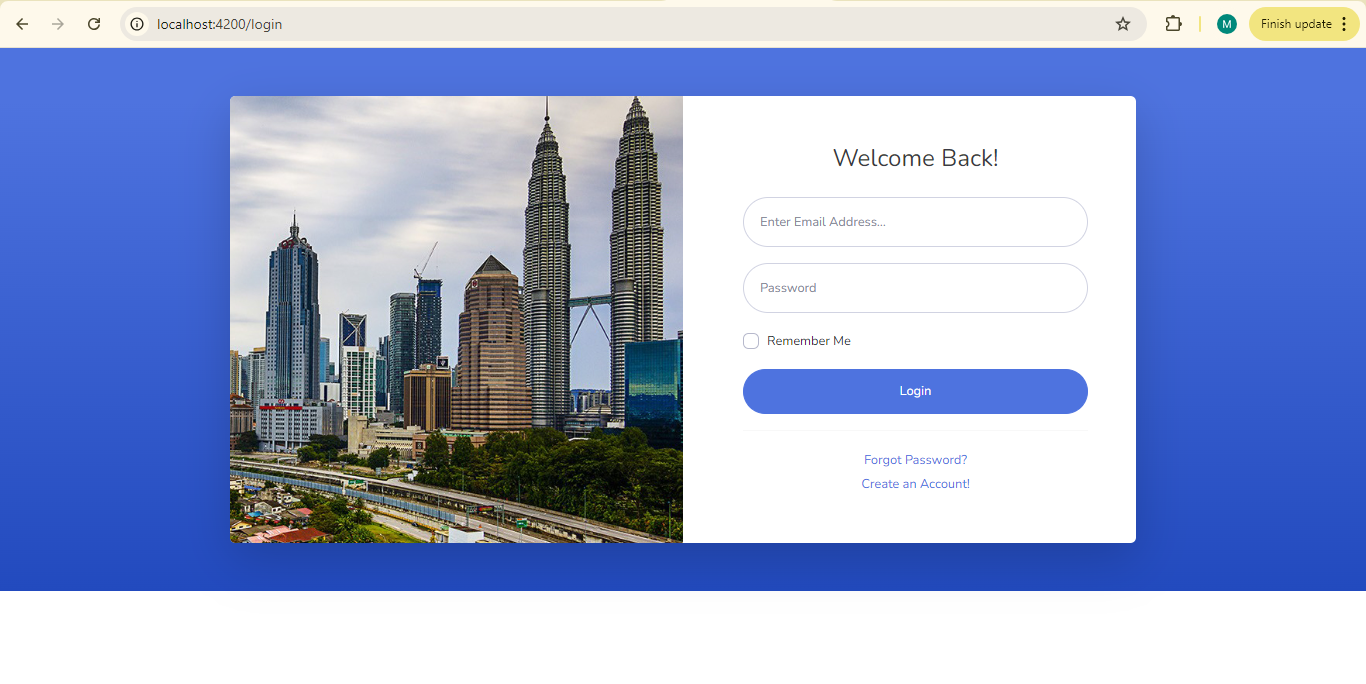 localhost:4200/login
M
Finish update
Welcome Back!
Enter Email Address...
Password
Remember Me
Login
Forgot Password?
Create an Account!